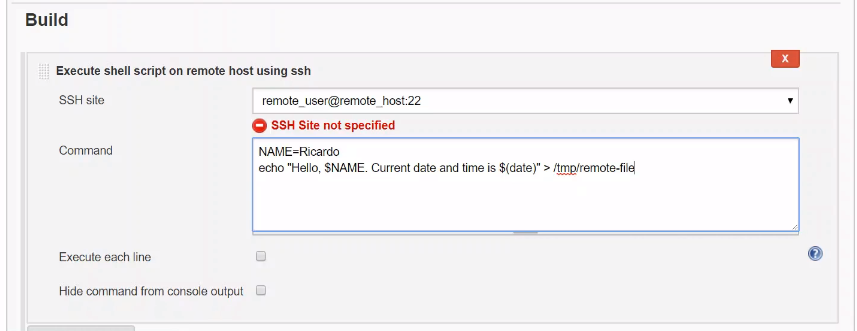 Build
X
Execute shell script on remote host using ssh
SSH site
remote_user@remote_host:22
SSH Site not specified
Command
NAME=Ricardo
echo "Hello, $NAME. Current date and time is $(date)" > /tmp/remote-file
Execute each line
?
Hide command from console output